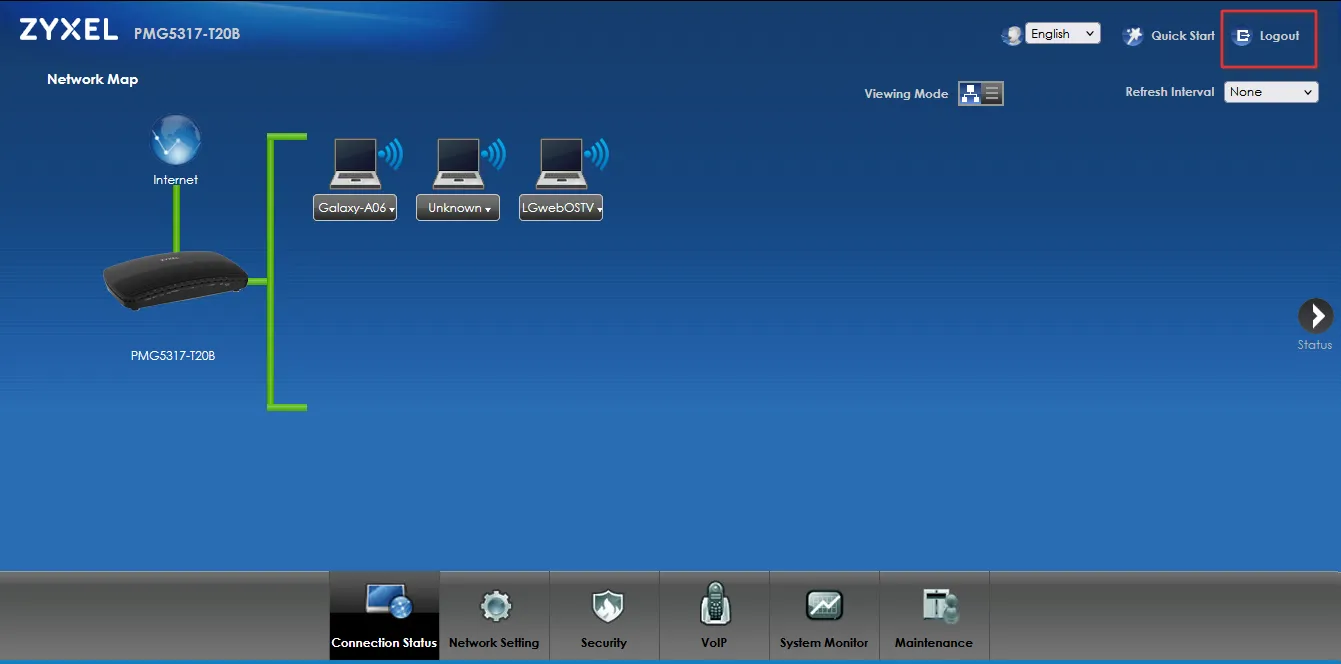 ZYXEL PMG5317-T20B
English
Quick Start
Logout
Network Map
Viewing Mode
Refresh Interval
None
Internet
Galaxy-A06
Unknown
LGwebOSTV
PMG5317-T20B
Status
Connection Status
Network Setting
Security
VoIP
System Monitor
Maintenance